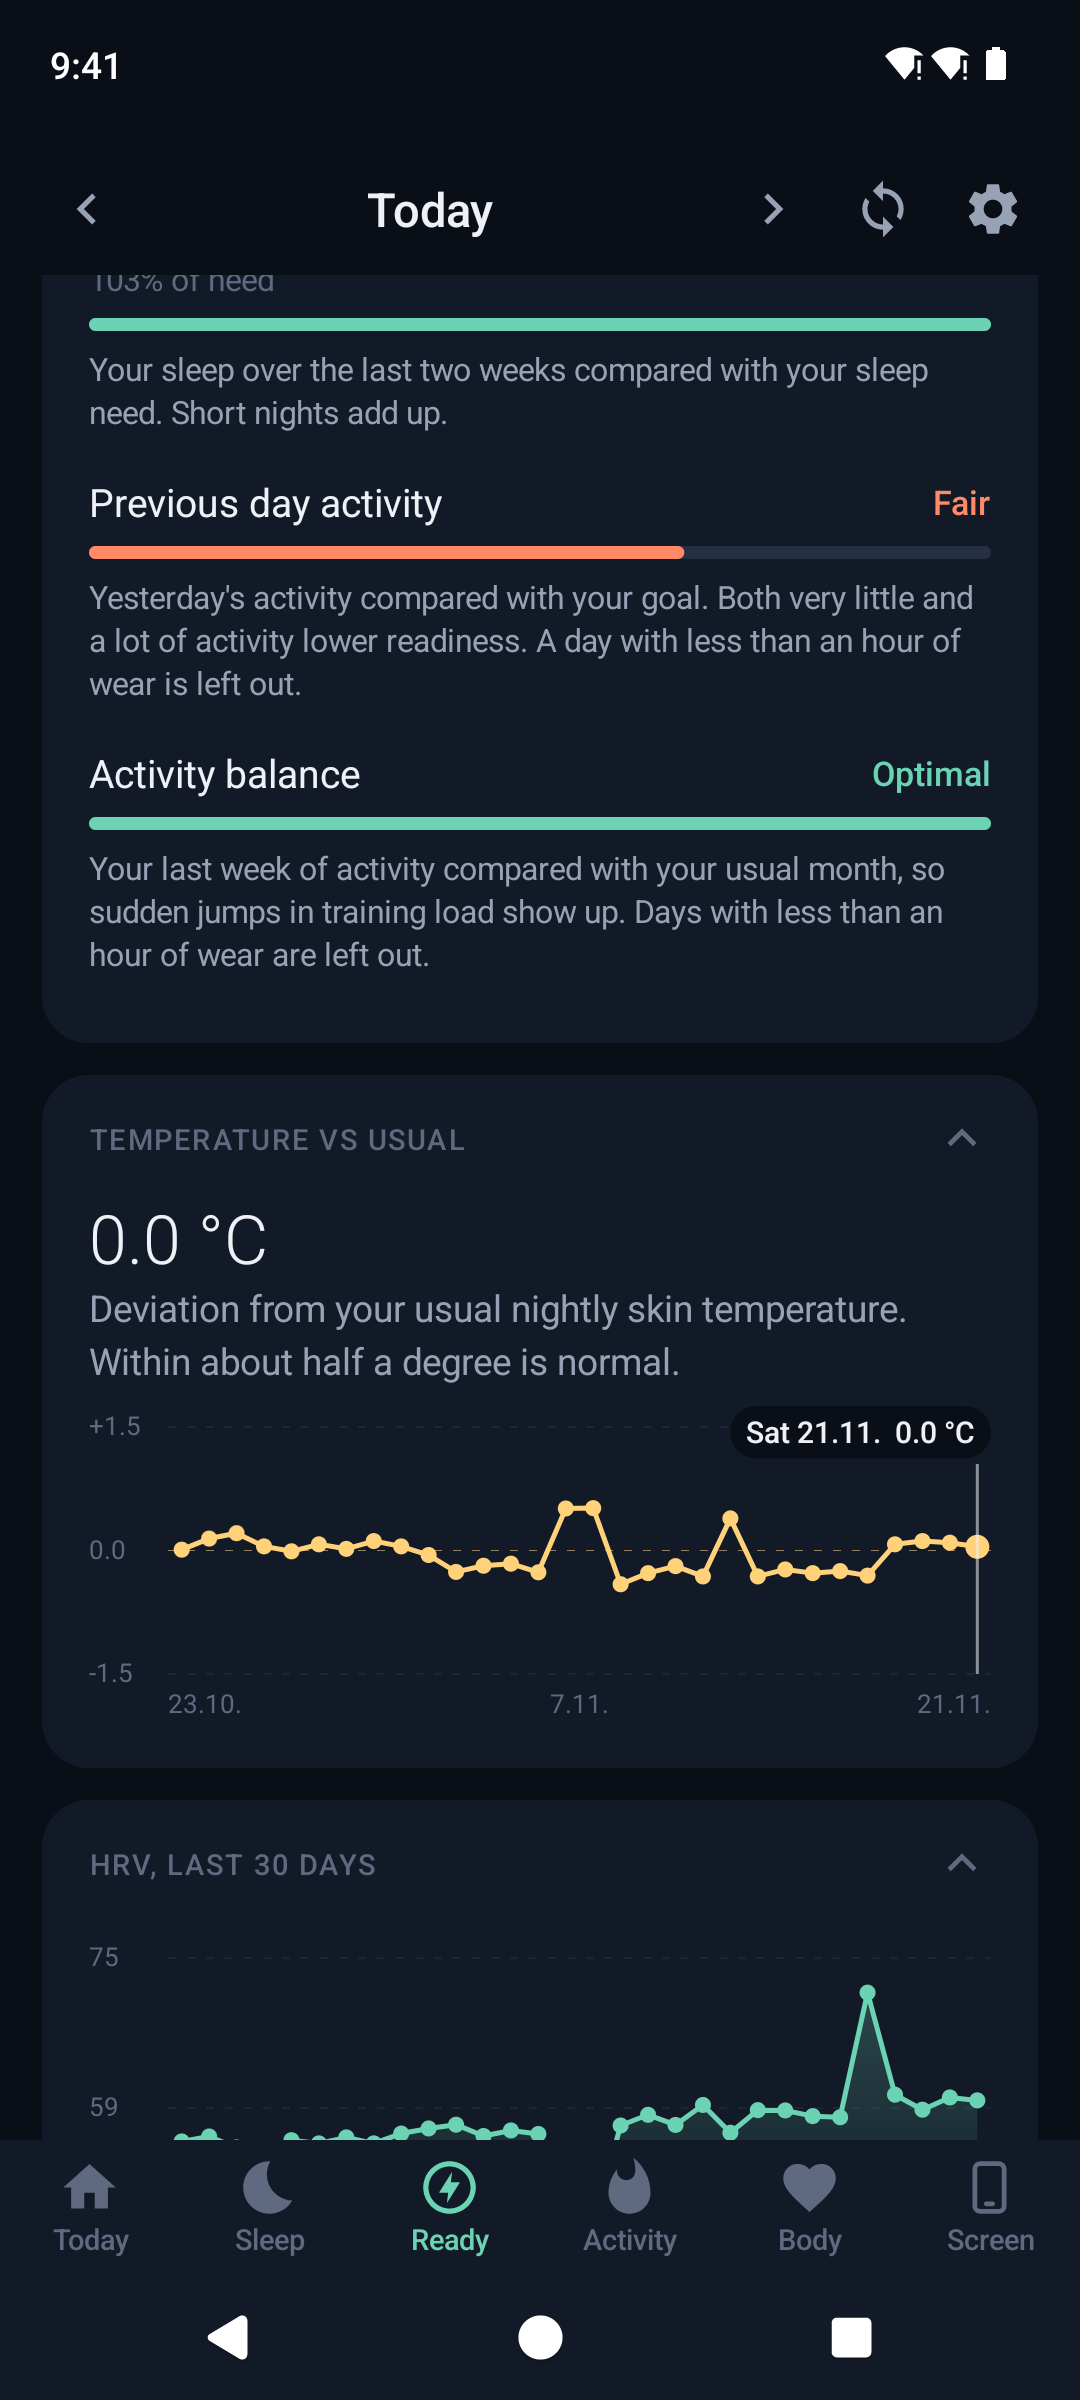 9:41
Today
103% of need
Your sleep over the last two weeks compared with your sleep
need. Short nights add up.
Previous day activity
Fair
Yesterday's activity compared with your goal. Both very little and
a lot of activity lower readiness. A day with less than an hour of
wear is left out.
Activity balance
Optimal
Your last week of activity compared with your usual month, so
sudden jumps in training load show up. Days with less than an
hour of wear are left out.
TEMPERATURE VS USUAL
0.0 °C
Deviation from your usual nightly skin temperature.
Within about half a degree is normal.
+1.5
Sat 21.11. 0.0 °C
0.0
-1.5
23.10.
7.11.
21.11.
HRV, LAST 30 DAYS
75
59
Today
Sleep
Ready
Activity
Body
Screen